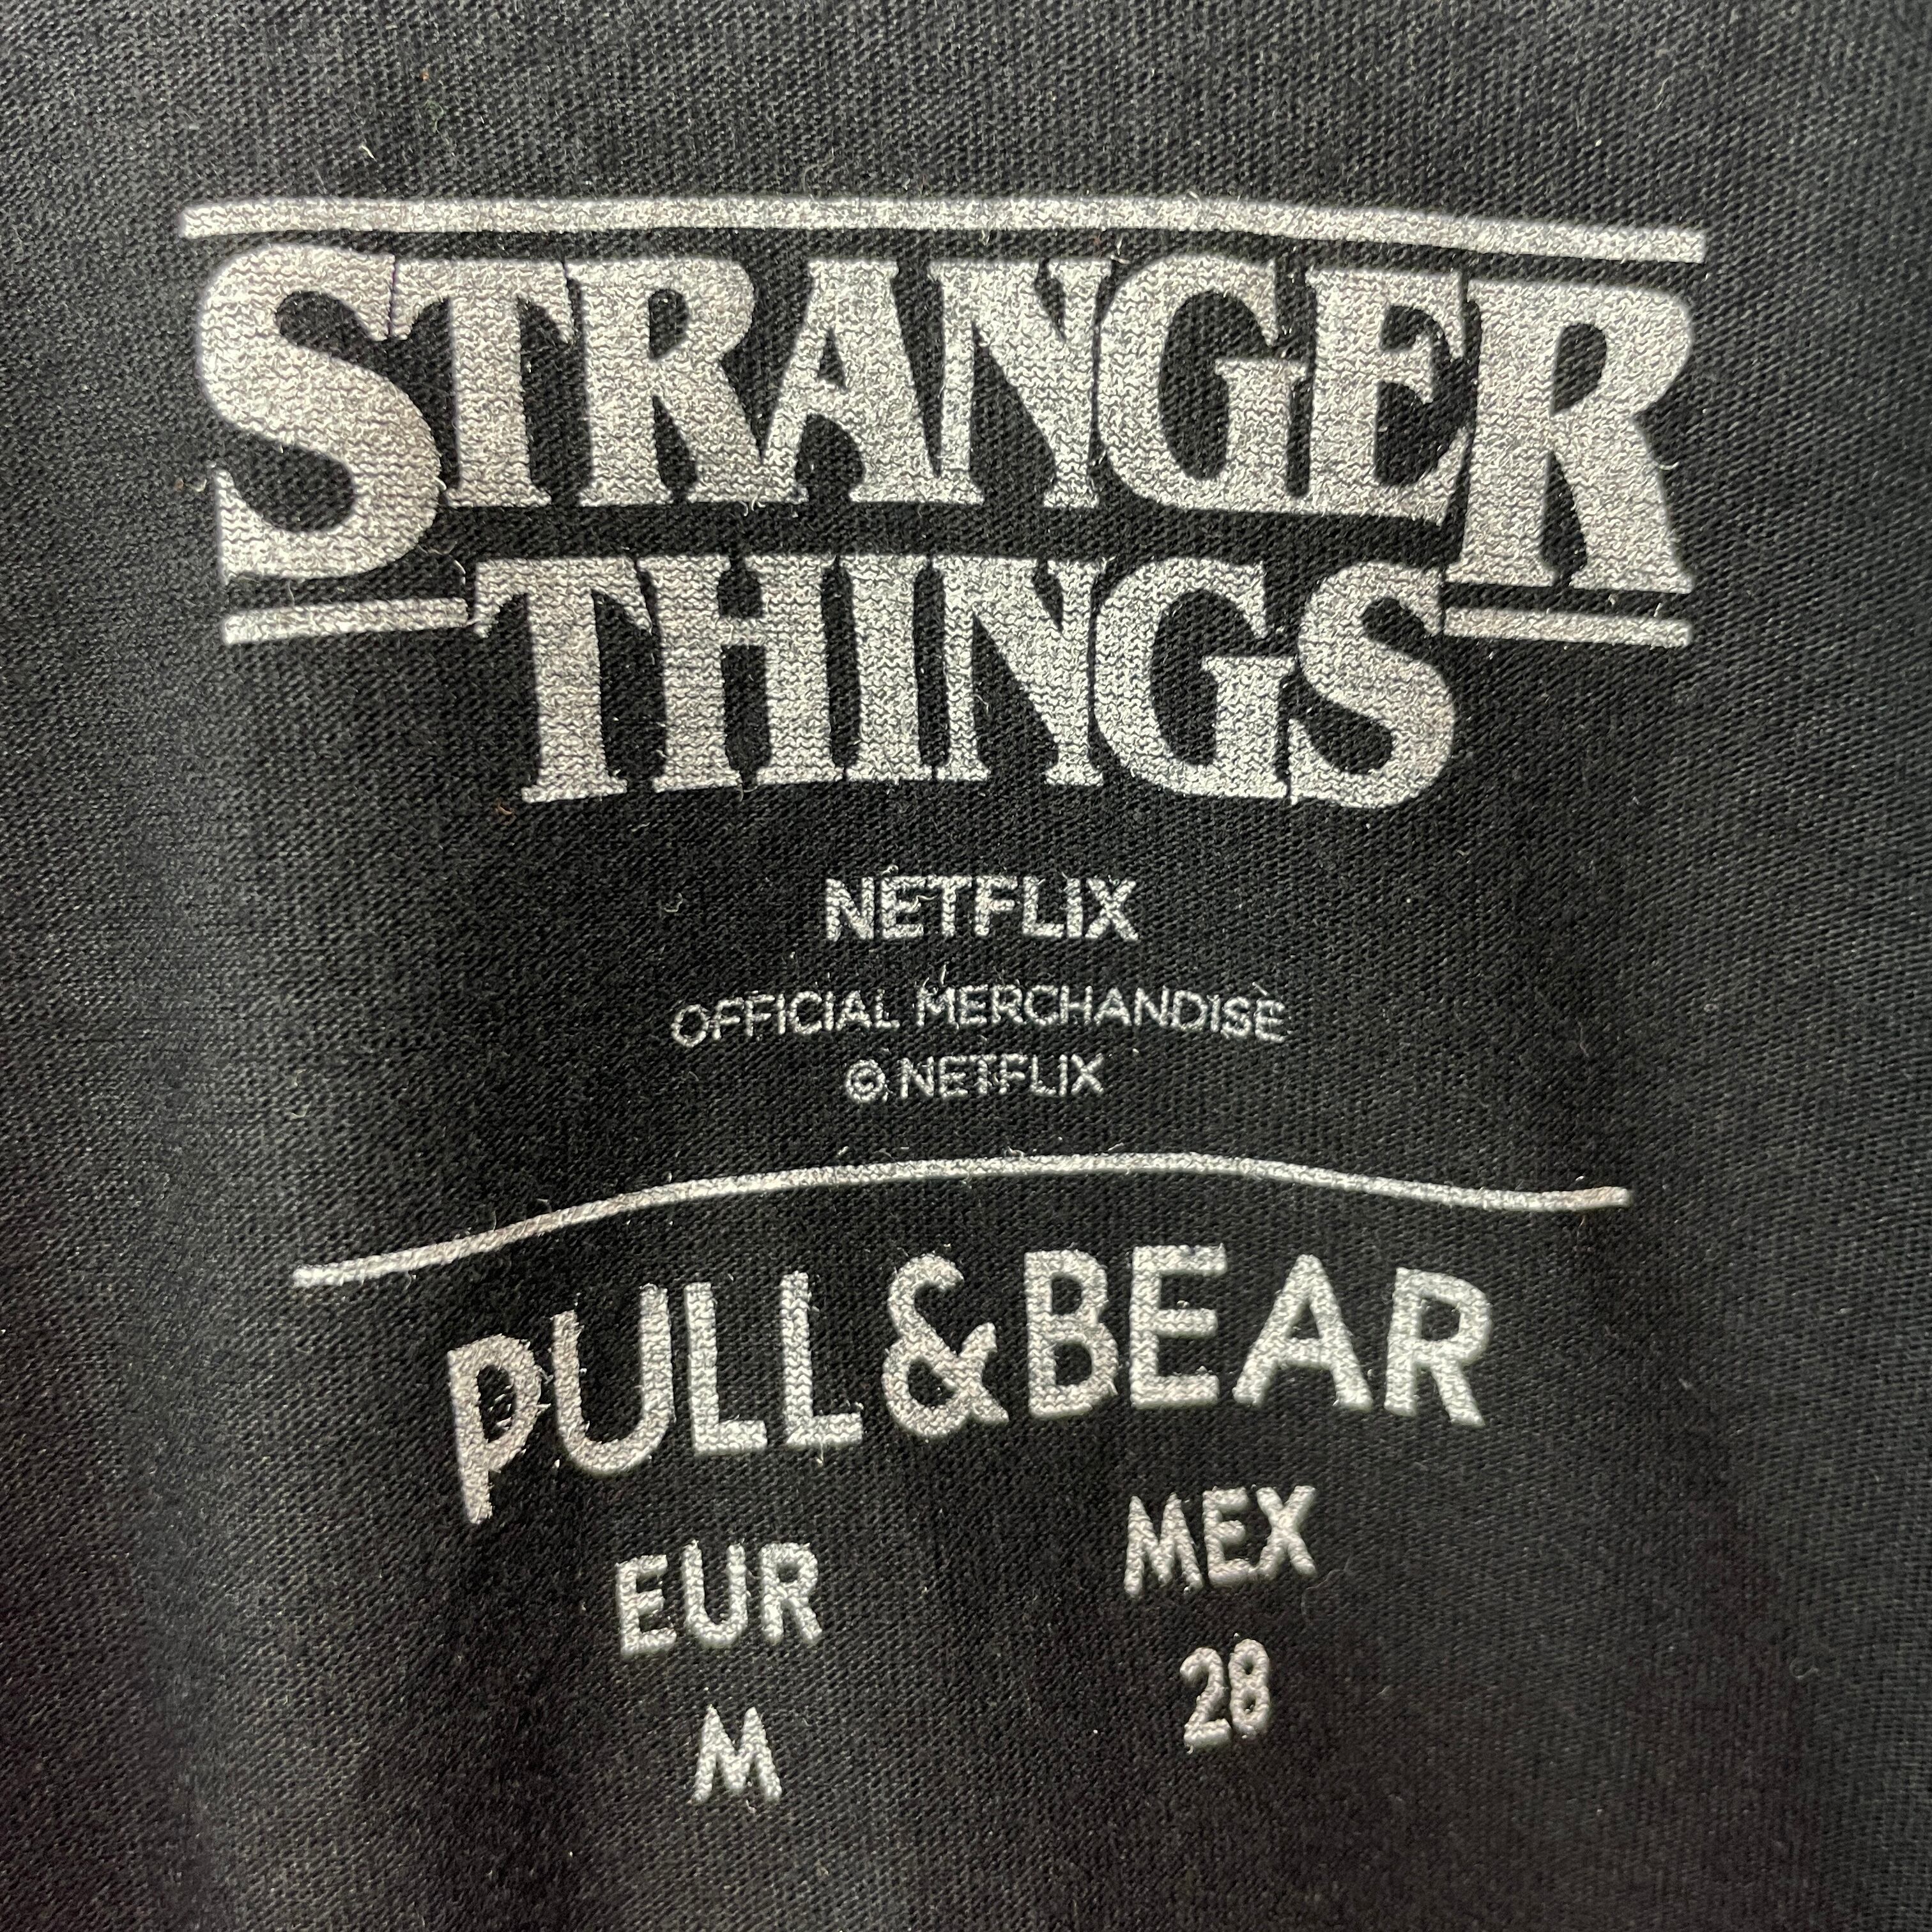 STRANGER
THINGS
NETFLIX
OFFICIAL MERCHANDISE
© NETFLIX
PULL&BEAR
EUR MEX
M 28